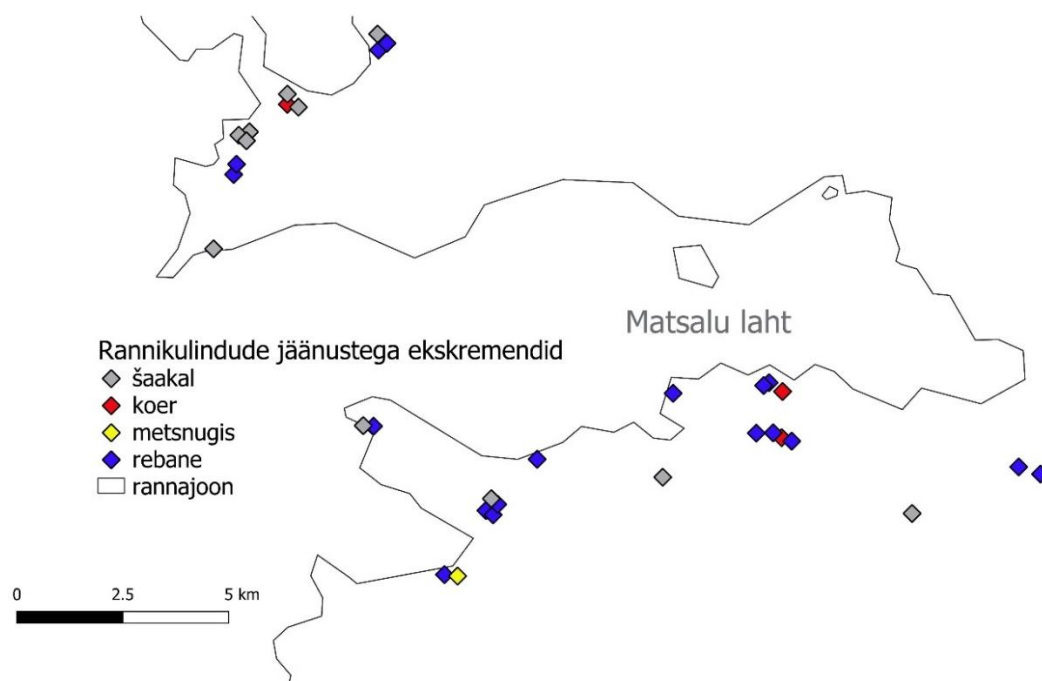 Matsalu laht
Rannikulindude jäänustega ekskremendid
šaakal
koer
metsnugis
rebane
rannajoon
0 2.5 5 km